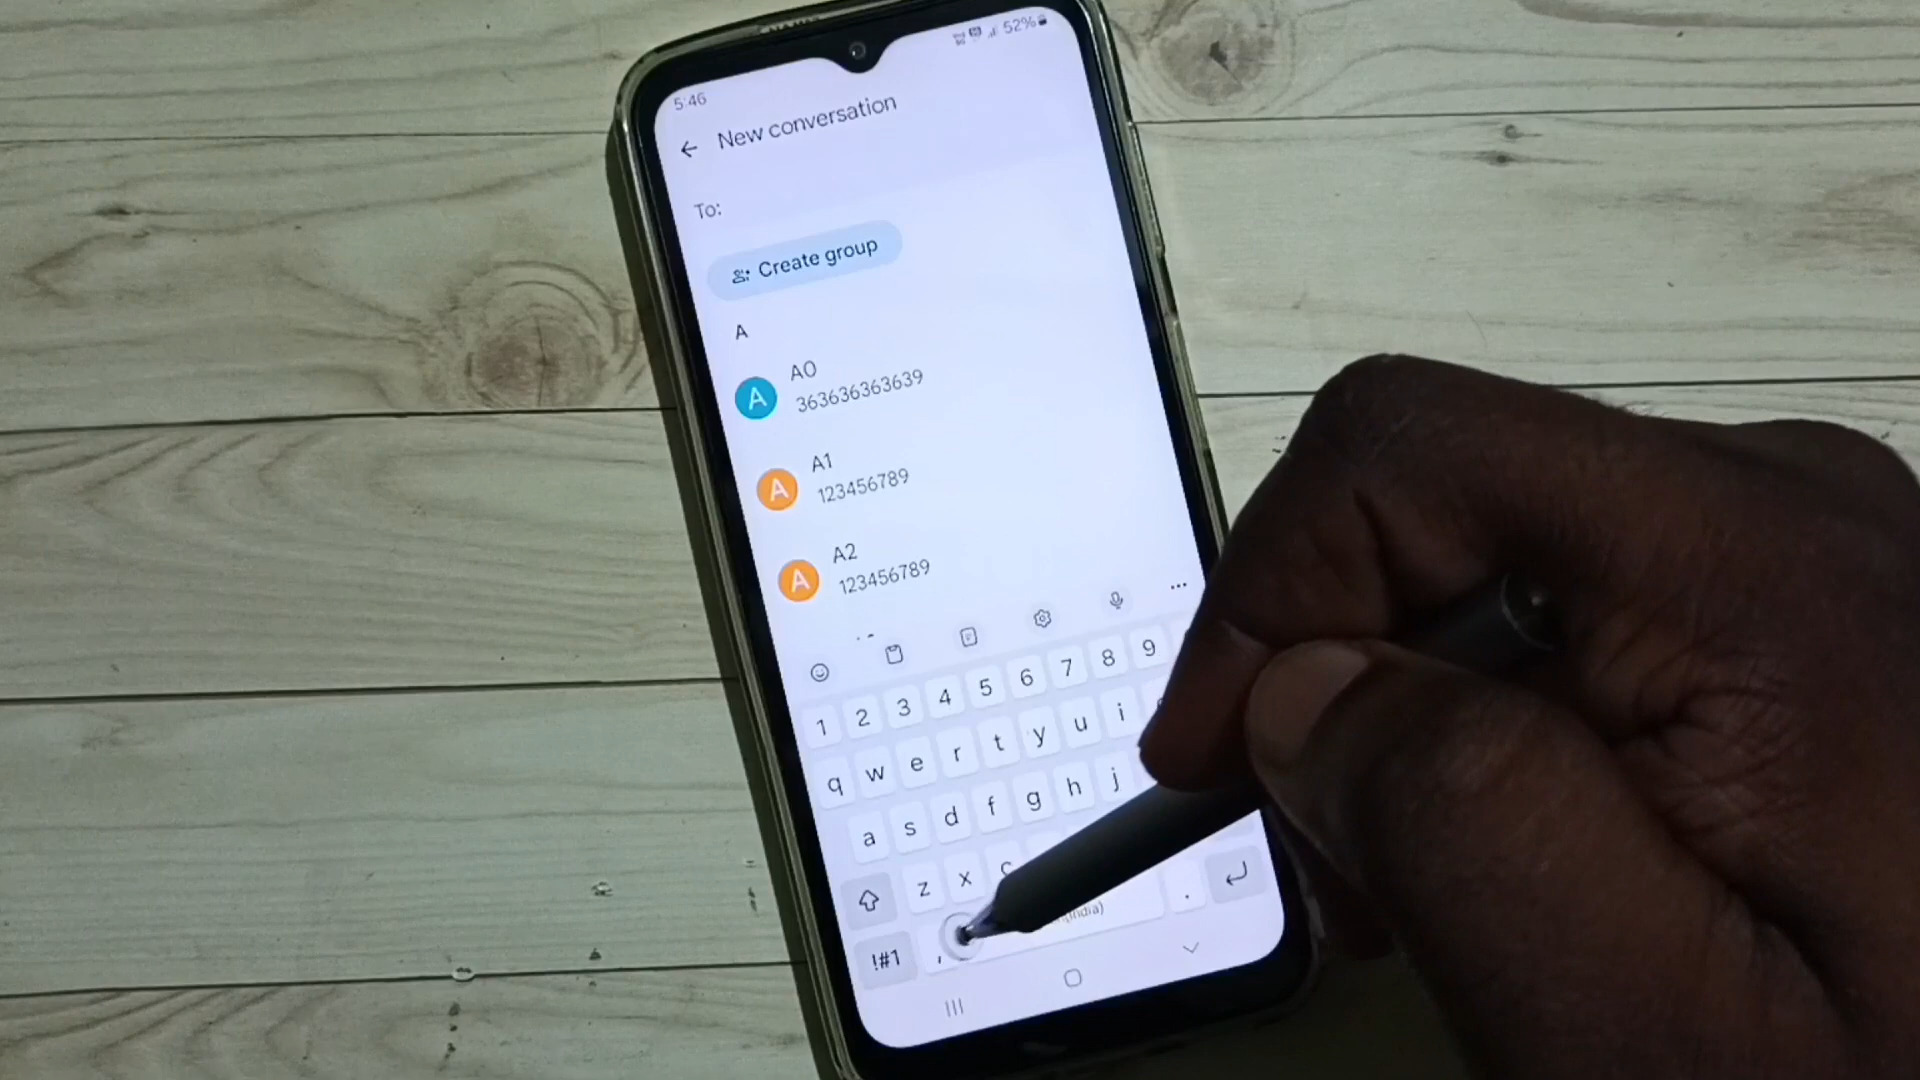 5:46 52%
← New conversation
To:
Create group
A
A A0
363636363639
A A1
123456789
A A2
123456789
1 2 3 4 5 6 7 8 9
q w e r t y u i
a s d f g h j
z x c
!#1 , (India) .